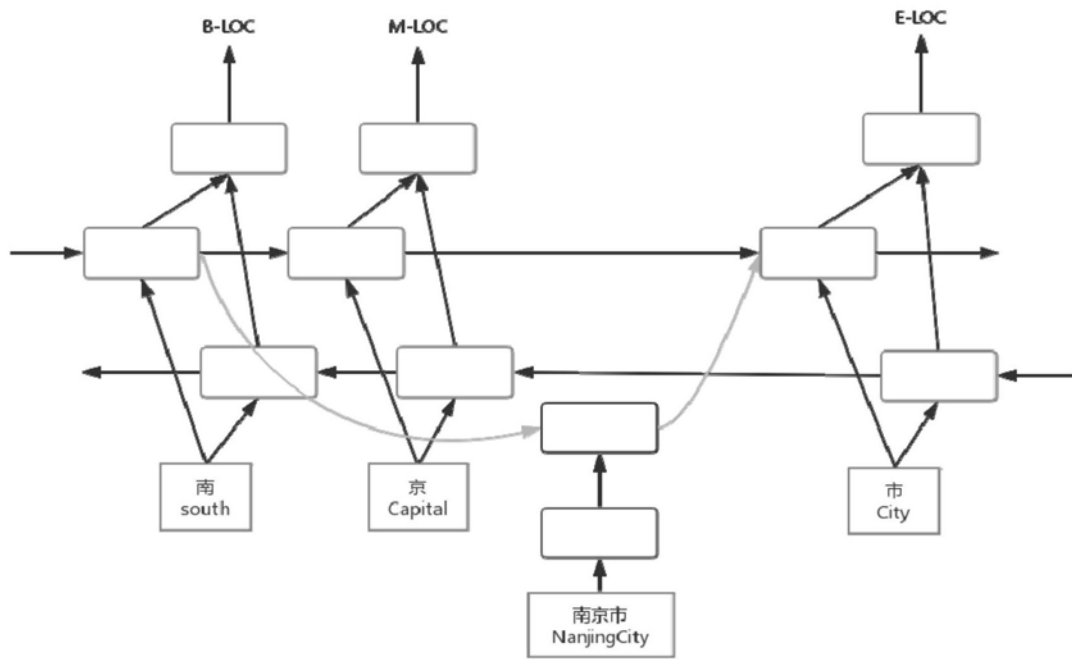 B-LOC
M-LOC
E-LOC
南
south
京
Capital
市
City
南京市
NanjingCity